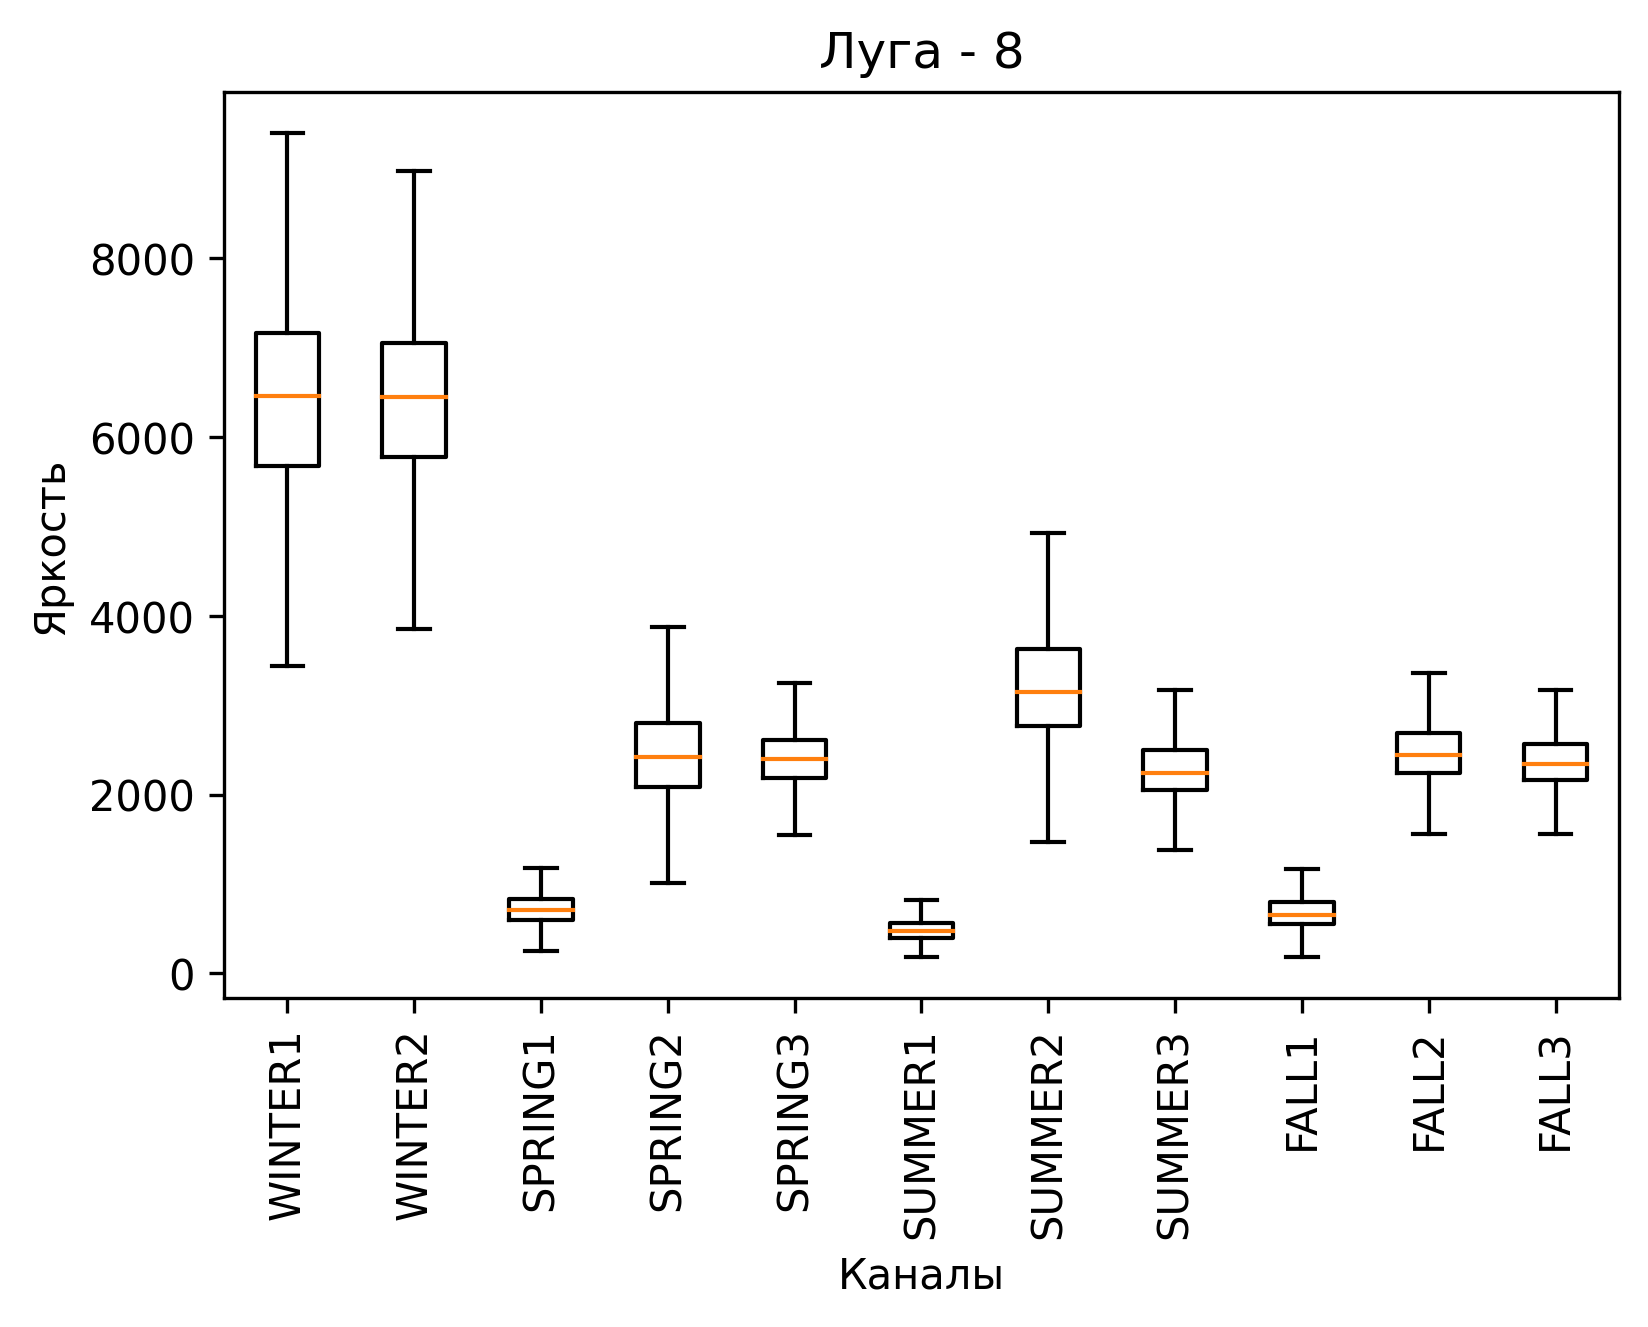 Луга - 8
Яркость
8000
6000
4000
2000
0
WINTER1
WINTER2
SPRING1
SPRING2
SPRING3
SUMMER1
SUMMER2
SUMMER3
FALL1
FALL2
FALL3
Каналы